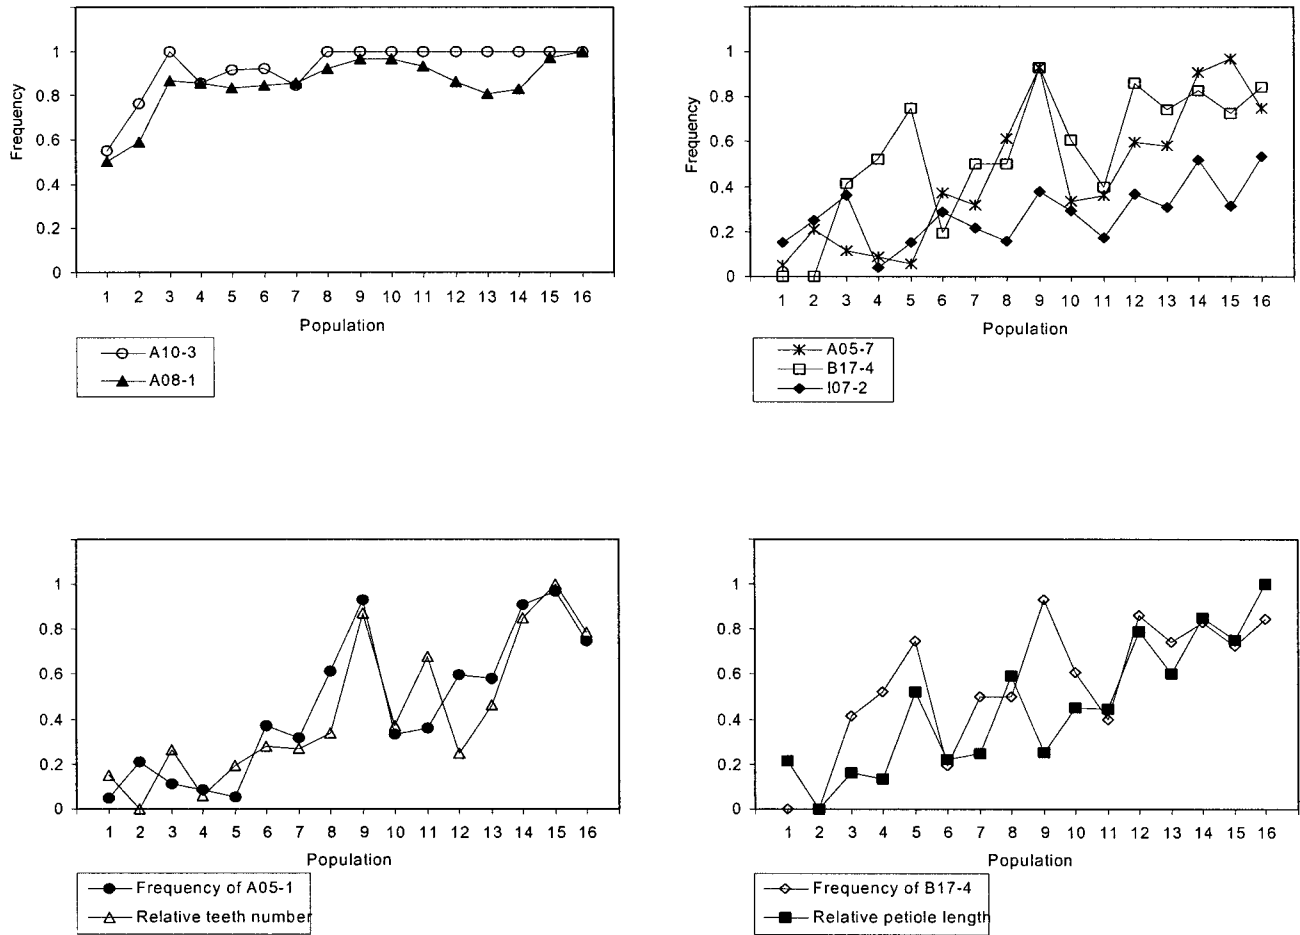 1
0.8
0.6
0.4
0.2
0
Frequency
1 2 3 4 5 6 7 8 9 10 11 12 13 14 15 16
Population
A10-3
A08-1
1
0.8
0.6
0.4
0.2
0
Frequency
1 2 3 4 5 6 7 8 9 10 11 12 13 14 15 16
Population
A05-7
B17-4
I07-2
1
0.8
0.6
0.4
0.2
0
1 2 3 4 5 6 7 8 9 10 11 12 13 14 15 16
Population
Frequency of A05-1
Relative teeth number
1
0.8
0.6
0.4
0.2
0
1 2 3 4 5 6 7 8 9 10 11 12 13 14 15 16
Population
Frequency of B17-4
Relative petiole length